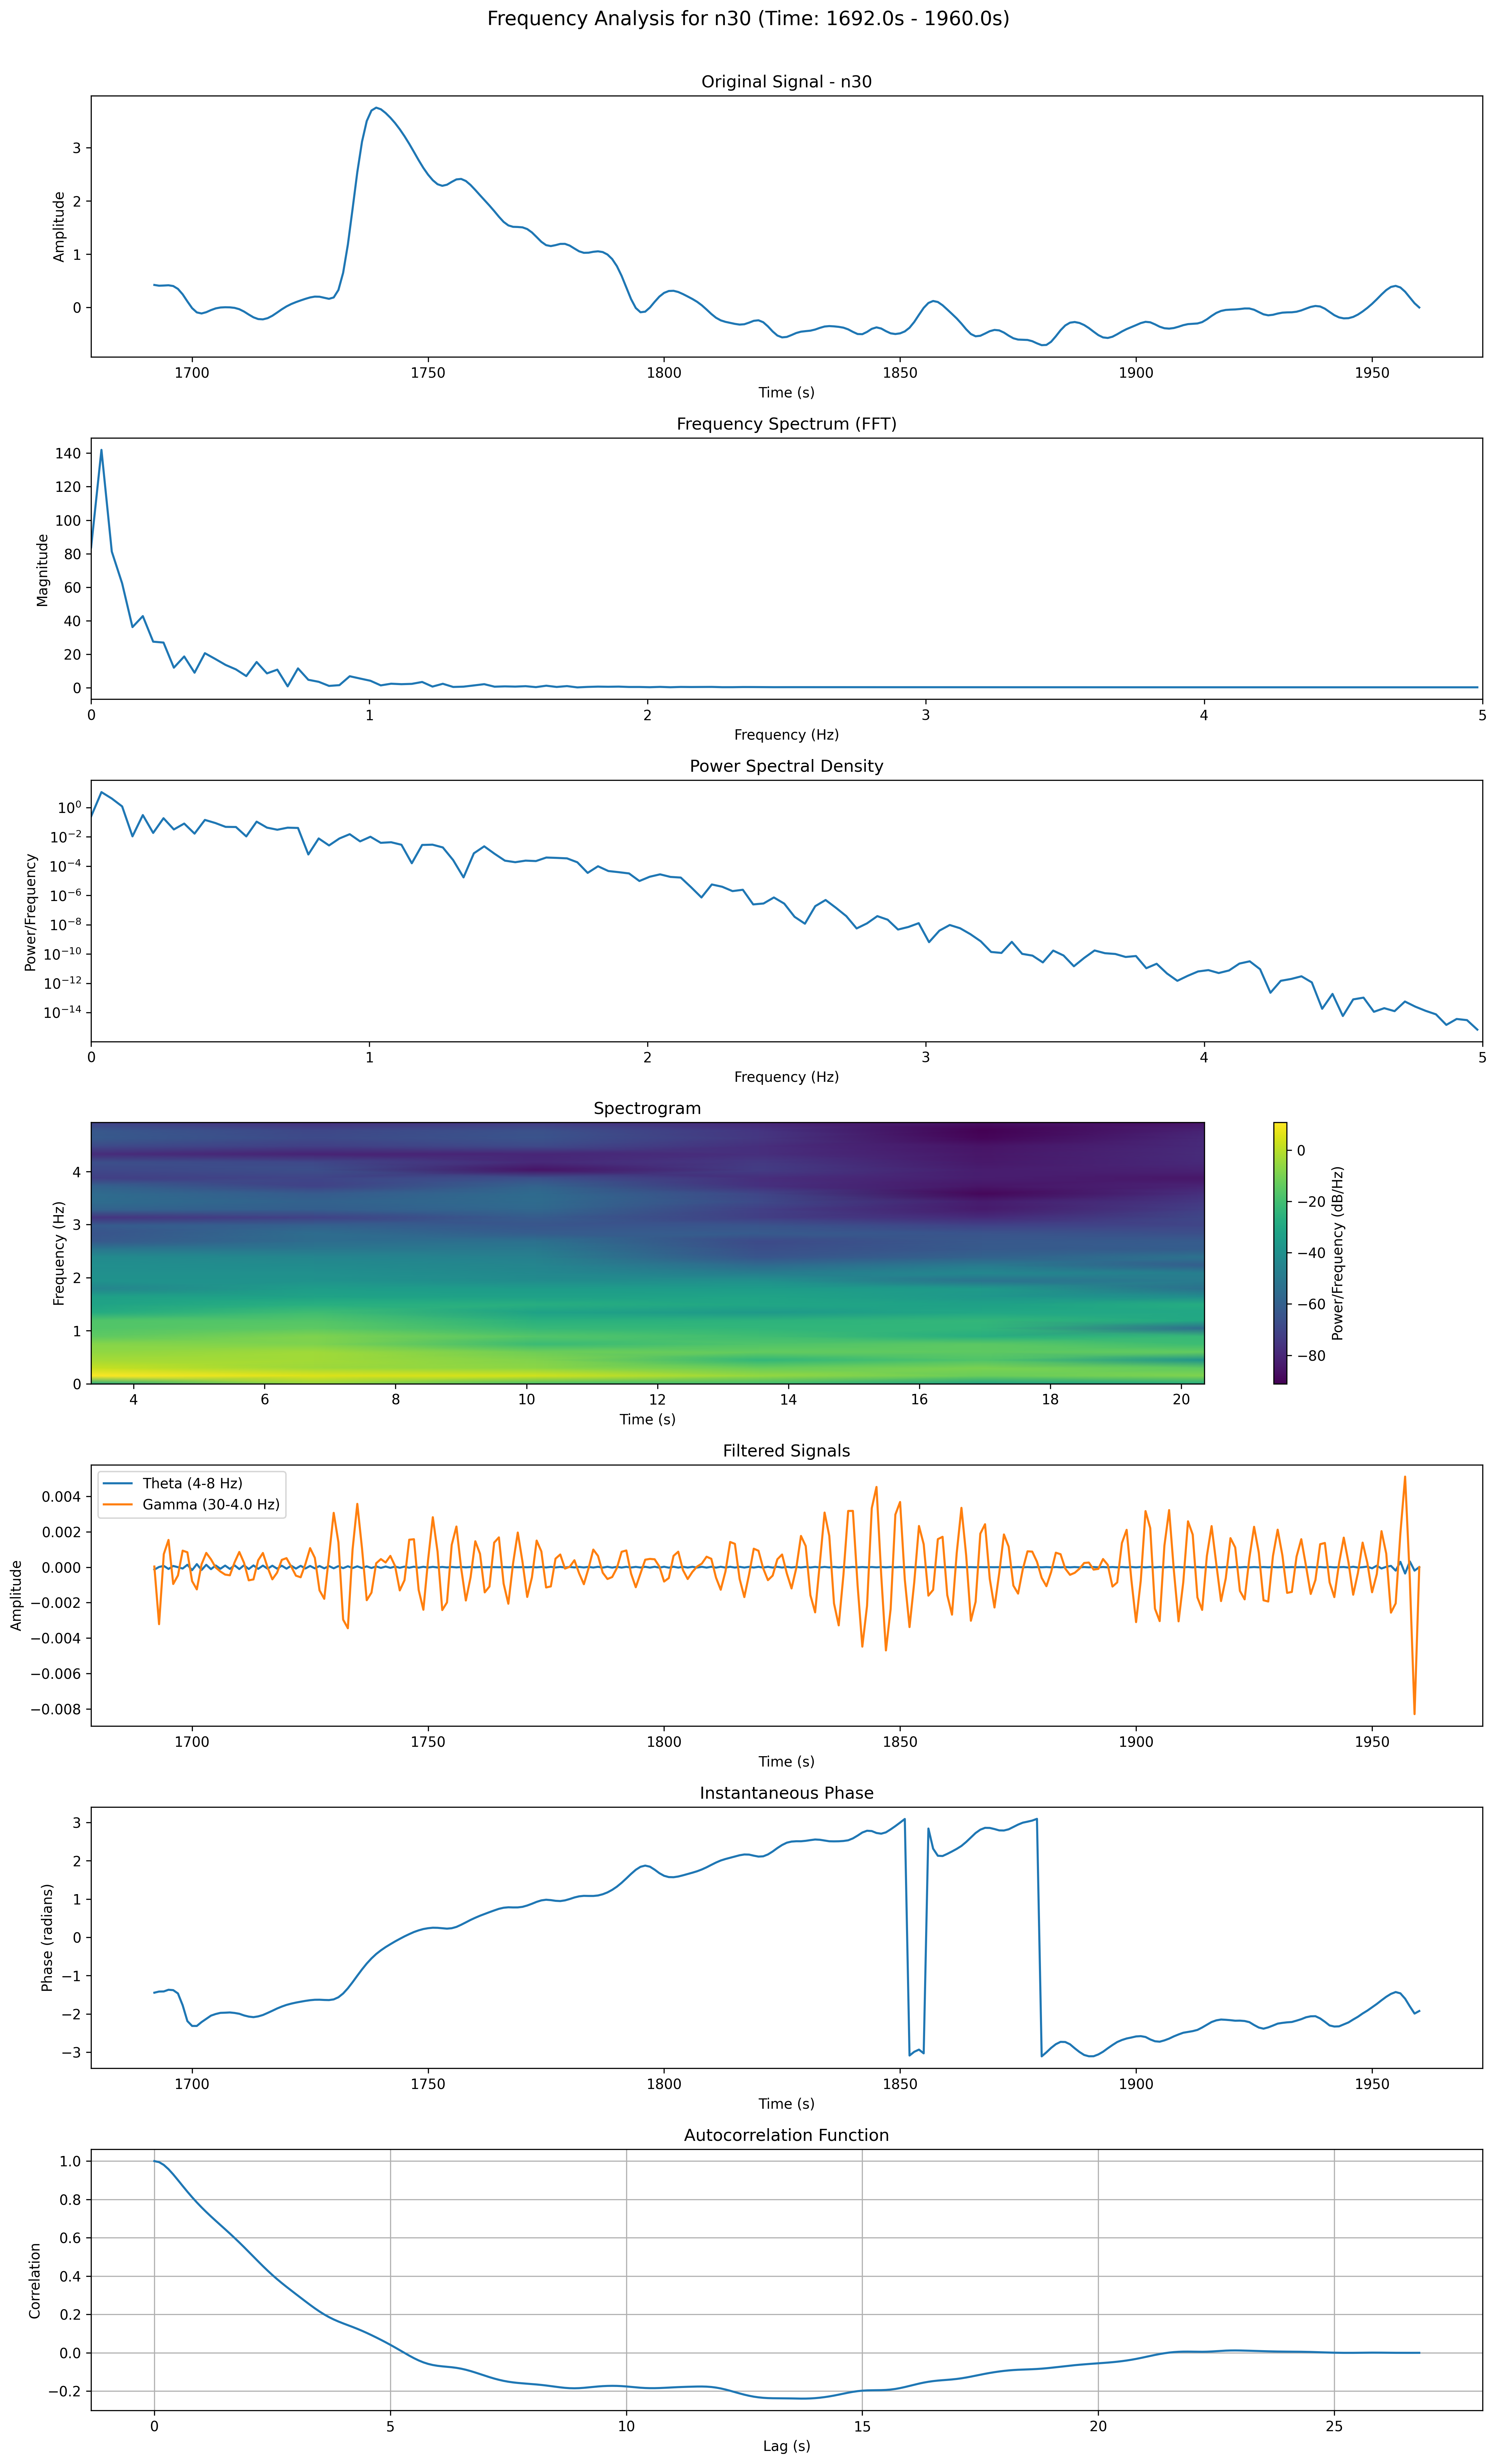 Frequency Analysis for n30 (Time: 1692.0s - 1960.0s)
Original Signal - n30
Amplitude
3
2
1
0
1700 1750 1800 1850 1900 1950
Time (s)
Frequency Spectrum (FFT)
Magnitude
140
120
100
80
60
40
20
0
0 1 2 3 4 5
Frequency (Hz)
Power Spectral Density
Power/Frequency
10⁰
10⁻²
10⁻⁴
10⁻⁶
10⁻⁸
10⁻¹⁰
10⁻¹²
10⁻¹⁴
0 1 2 3 4 5
Frequency (Hz)
Spectrogram
Frequency (Hz)
4
3
2
1
0
4 6 8 10 12 14 16 18 20
Time (s)
0
−20
−40
−60
−80
Power/Frequency (dB/Hz)
Filtered Signals
Theta (4-8 Hz)
Gamma (30-4.0 Hz)
Amplitude
0.004
0.002
0.000
−0.002
−0.004
−0.006
−0.008
1700 1750 1800 1850 1900 1950
Time (s)
Instantaneous Phase
Phase (radians)
3
2
1
0
−1
−2
−3
1700 1750 1800 1850 1900 1950
Time (s)
Autocorrelation Function
Correlation
1.0
0.8
0.6
0.4
0.2
0.0
−0.2
0 5 10 15 20 25
Lag (s)